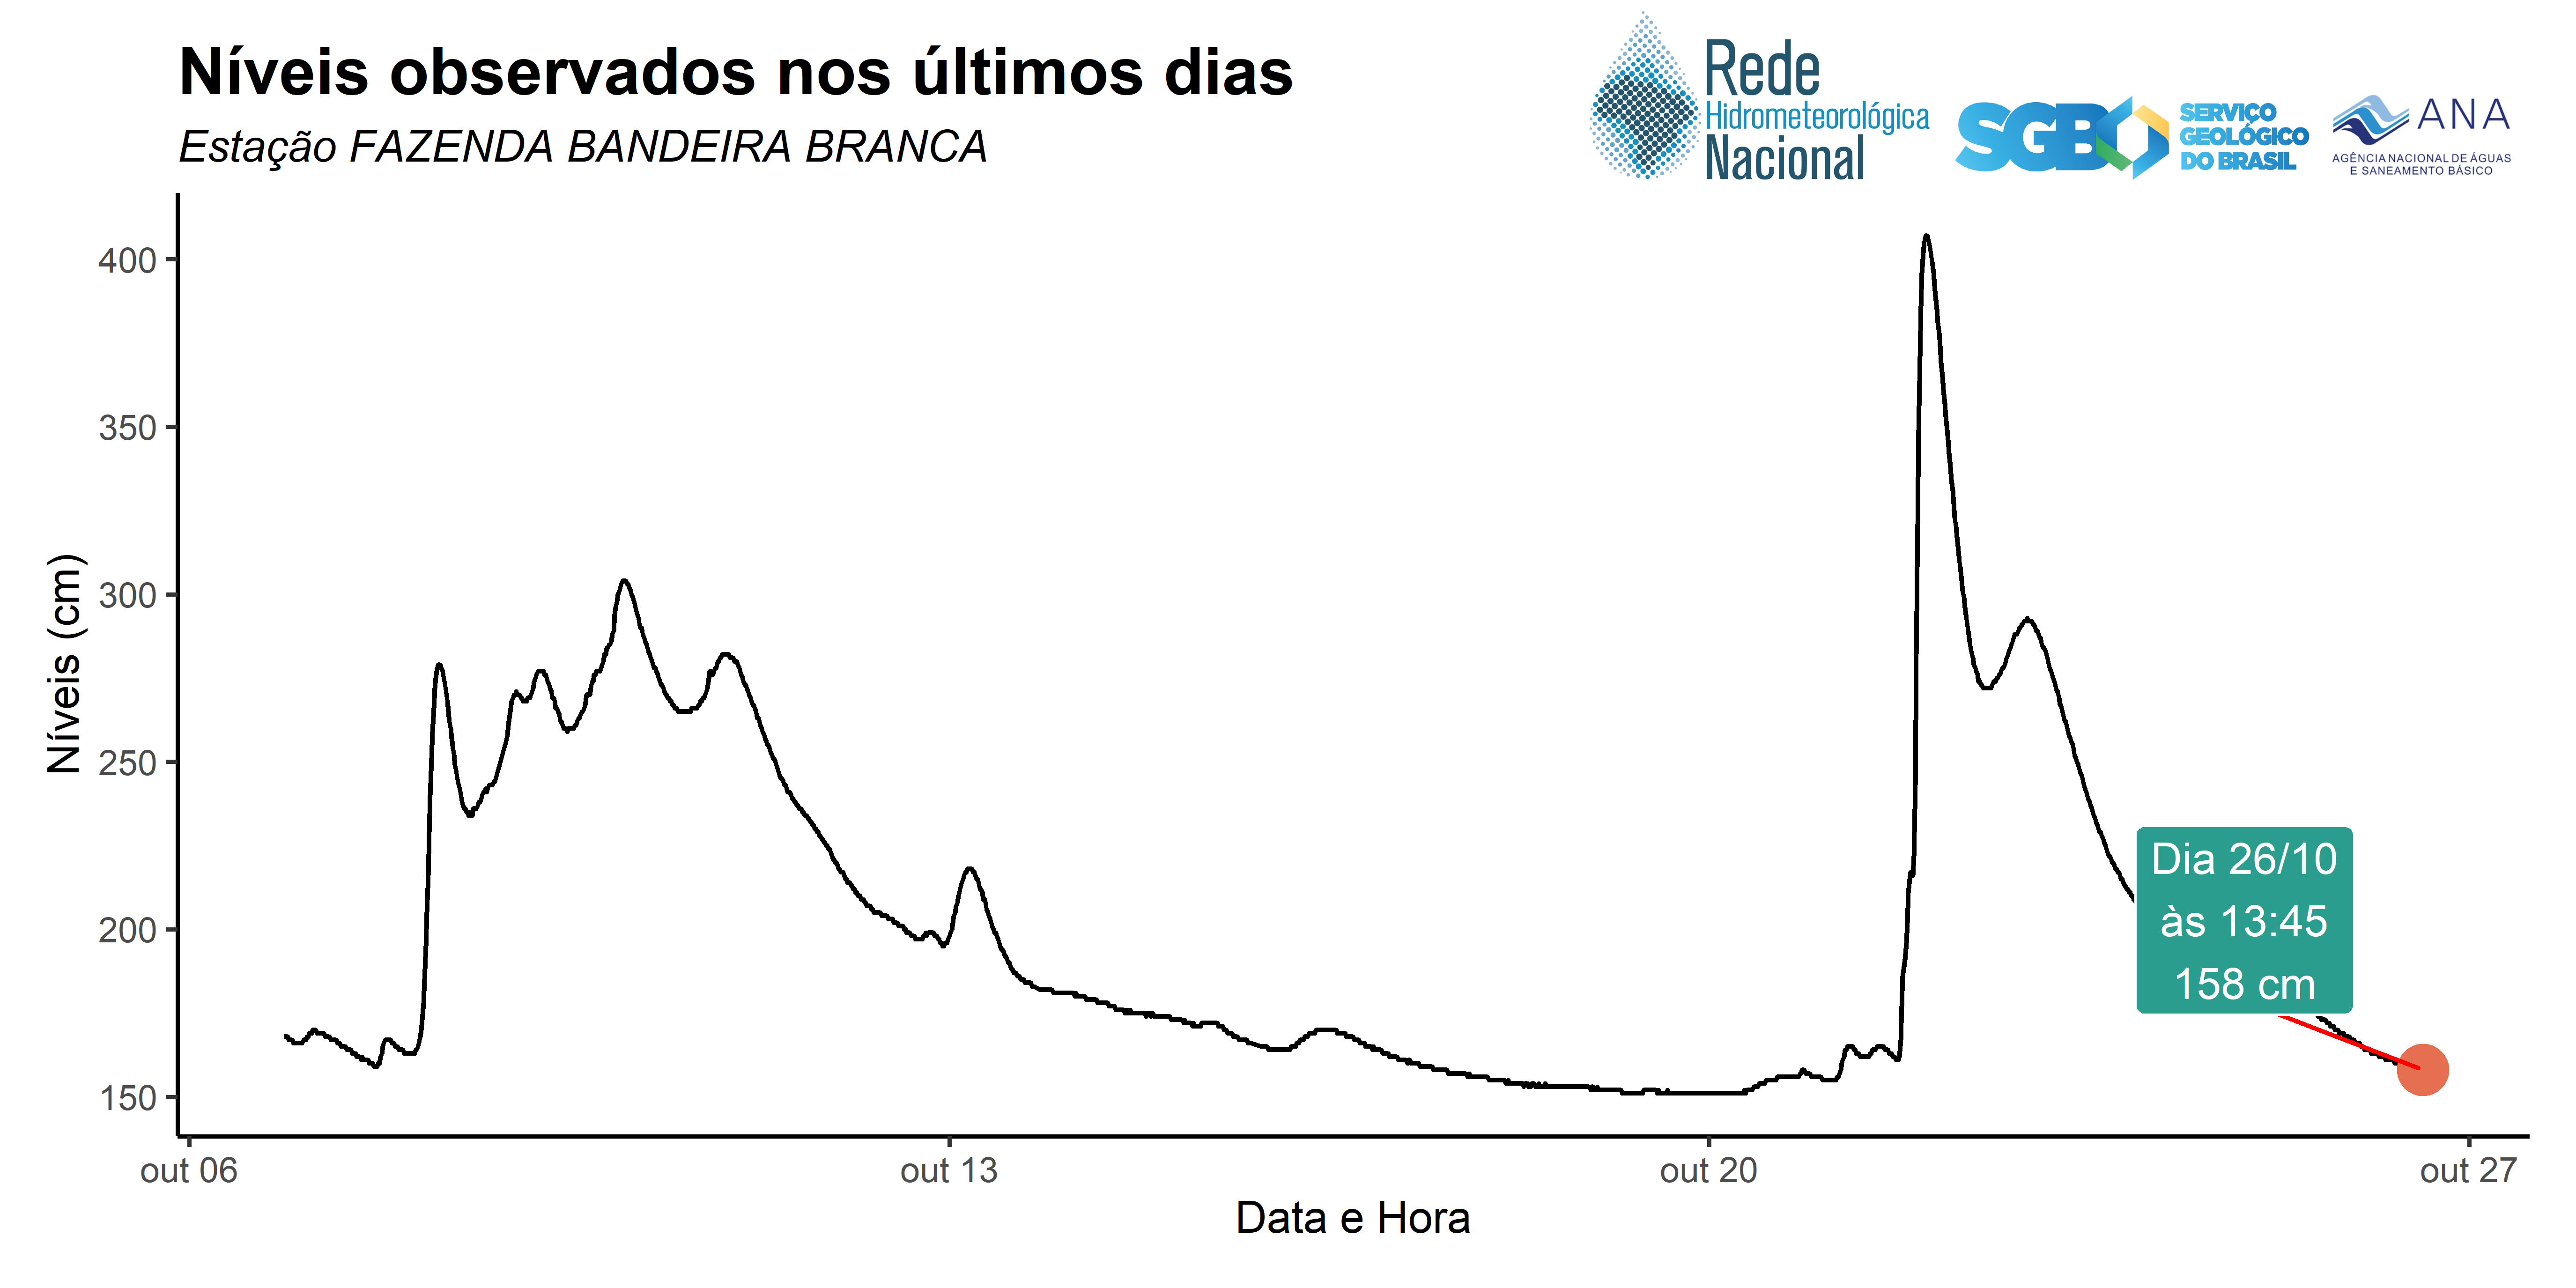 Níveis observados nos últimos dias
Estação FAZENDA BANDEIRA BRANCA
Rede
Hidrometeorológica
Nacional
SGB
SERVIÇO
GEOLÓGICO
DO BRASIL
ANA
AGÊNCIA NACIONAL DE ÁGUAS
E SANEAMENTO BÁSICO
Níveis (cm)
400
350
300
250
200
150
Dia 26/10
às 13:45
158 cm
out 06
out 13
out 20
out 27
Data e Hora